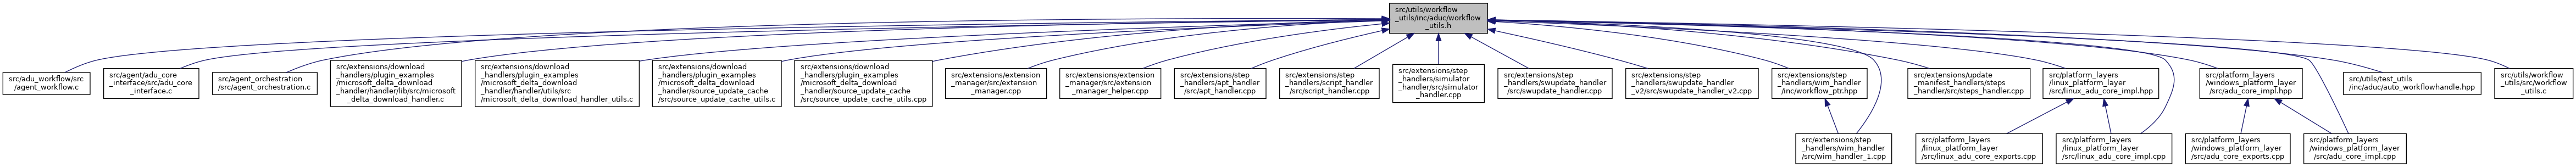 src/utils/workflow
_utils/inc/aduc/workflow
_utils.h
src/adu_workflow/src
/agent_workflow.c
src/agent/adu_core
_interface/src/adu_core
_interface.c
src/agent_orchestration
/src/agent_orchestration.c
src/extensions/download
_handlers/plugin_examples
/microsoft_delta_download
_handler/handler/lib/src/microsoft
_delta_download_handler.c
src/extensions/download
_handlers/plugin_examples
/microsoft_delta_download
_handler/handler/utils/src
/microsoft_delta_download_handler_utils.c
src/extensions/download
_handlers/plugin_examples
/microsoft_delta_download
_handler/source_update_cache
/src/source_update_cache_utils.c
src/extensions/download
_handlers/plugin_examples
/microsoft_delta_download
_handler/source_update_cache
/src/source_update_cache_utils.cpp
src/extensions/extension
_manager/src/extension
_manager.cpp
src/extensions/extension
_manager/src/extension
_manager_helper.cpp
src/extensions/step
_handlers/apt_handler
/src/apt_handler.cpp
src/extensions/step
_handlers/script_handler
/src/script_handler.cpp
src/extensions/step
_handlers/simulator
_handler/src/simulator
_handler.cpp
src/extensions/step
_handlers/swupdate_handler
/src/swupdate_handler.cpp
src/extensions/step
_handlers/swupdate_handler
_v2/src/swupdate_handler_v2.cpp
src/extensions/step
_handlers/wim_handler
/inc/workflow_ptr.hpp
src/extensions/update
_manifest_handlers/steps
_handler/src/steps_handler.cpp
src/platform_layers
/linux_platform_layer
/src/linux_adu_core_impl.hpp
src/platform_layers
/windows_platform_layer
/src/adu_core_impl.hpp
src/utils/test_utils
/inc/aduc/auto_workflowhandle.hpp
src/utils/workflow
_utils/src/workflow
_utils.c
src/extensions/step
_handlers/wim_handler
/src/wim_handler_1.cpp
src/platform_layers
/linux_platform_layer
/src/linux_adu_core_exports.cpp
src/platform_layers
/linux_platform_layer
/src/linux_adu_core_impl.cpp
src/platform_layers
/windows_platform_layer
/src/adu_core_exports.cpp
src/platform_layers
/windows_platform_layer
/src/adu_core_impl.cpp